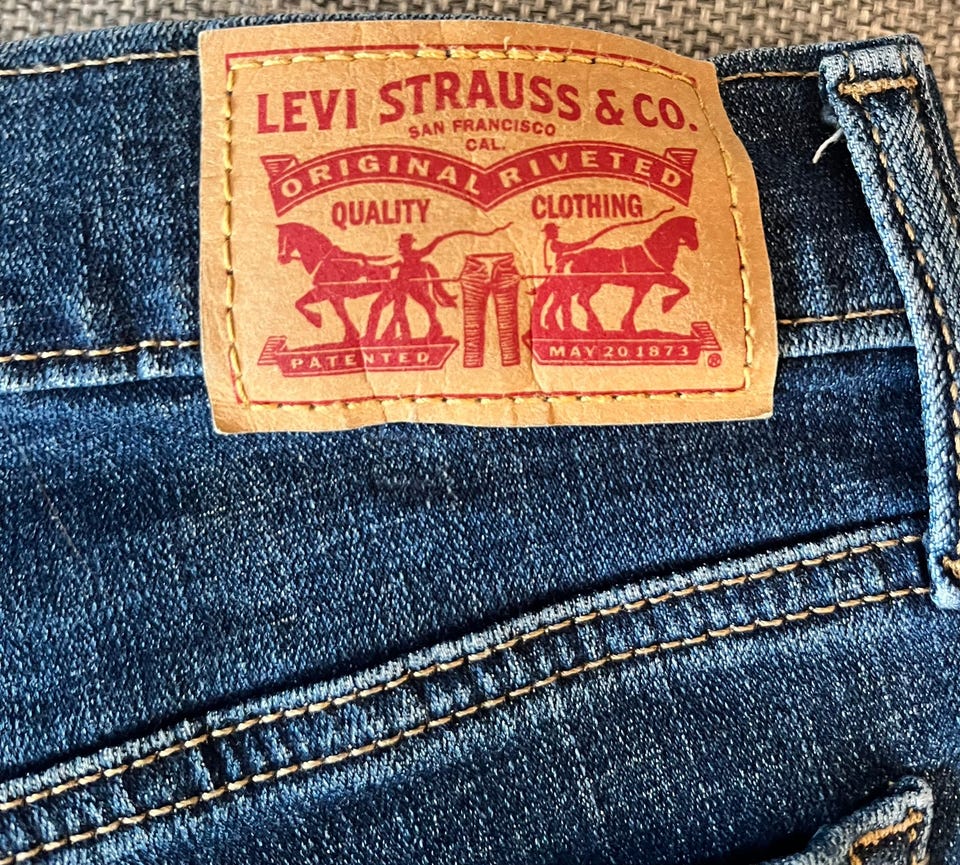 LEVI STRAUSS & CO.
SAN FRANCISCO
CAL.
ORIGINAL RIVETED
QUALITY CLOTHING
PATENTED MAY 20 1873 ®